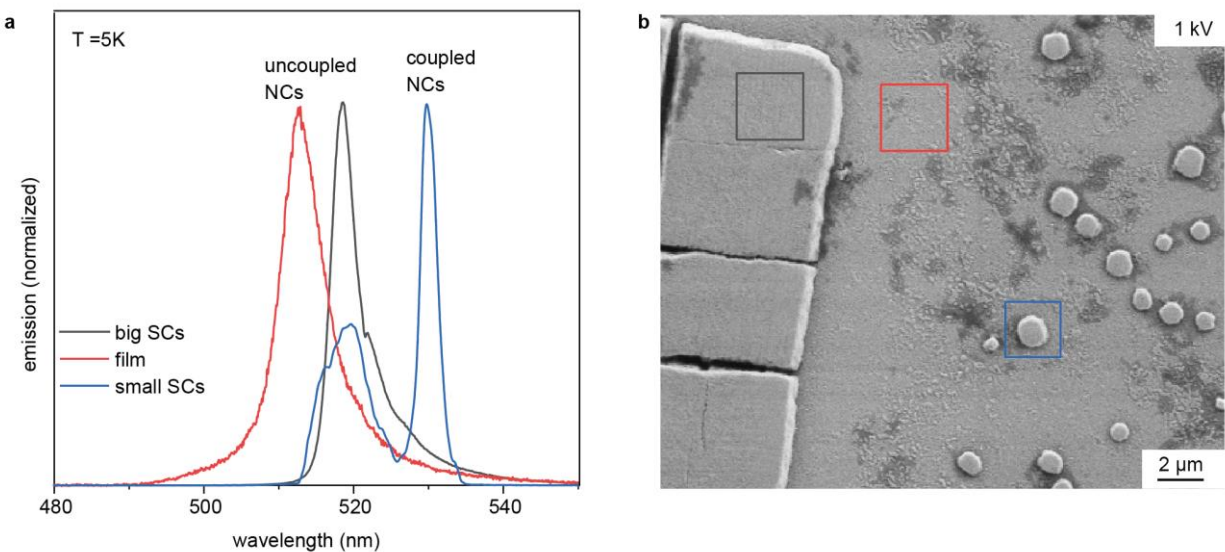 a
T =5K
uncoupled
NCs
coupled
NCs
big SCs
film
small SCs
emission (normalized)
480
500
520
540
wavelength (nm)
b
1 kV
2 µm